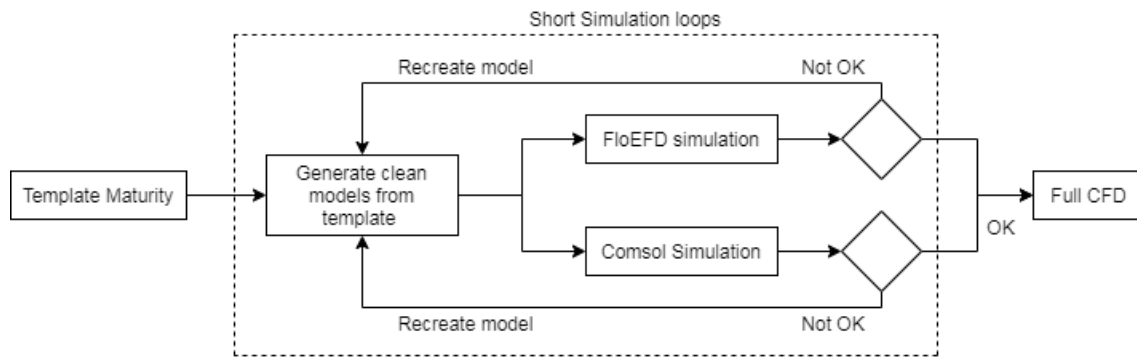 Short Simulation loops
Recreate model
Not OK
FloEFD simulation
Template Maturity
Generate clean
models from
template
Full CFD
OK
Comsol Simulation
Recreate model
Not OK